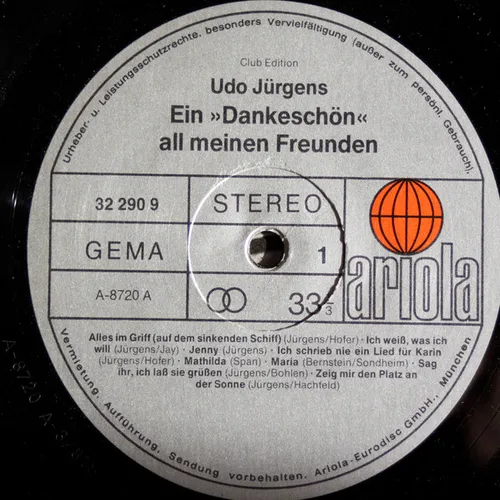 Urheber- u. Leistungsschutzrechte, besonders Vervielfältigung (außer zum persönl. Gebrauch),
Club Edition
Udo Jürgens
Ein »Dankeschön«
all meinen Freunden
32 290 9
STEREO
GEMA
1
ariola
A-8720 A
33 1/3
Alles im Griff (auf dem sinkenden Schiff) (Jürgens/Hofer) · Ich weiß, was ich
will (Jürgens/Jay) · Jenny (Jürgens) · Ich schrieb nie ein Lied für Karin
(Jürgens/Hofer) · Mathilda (Span) · Maria (Bernstein/Sondheim) · Sag
ihr, ich laß sie grüßen (Jürgens/Bohlen) · Zeig mir den Platz an
der Sonne (Jürgens/Hachfeld)
Vermietung, Aufführung, Sendung vorbehalten. Ariola-Eurodisc GmbH., München